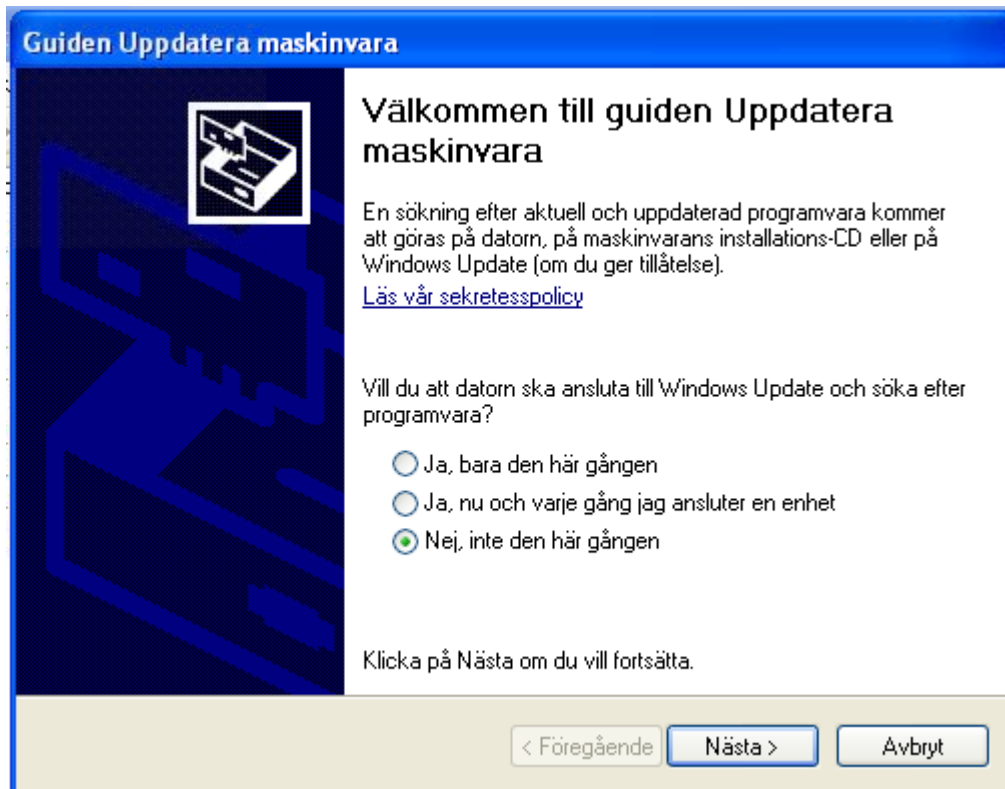 Guiden Uppdatera maskinvara
Välkommen till guiden Uppdatera
maskinvara
En sökning efter aktuell och uppdaterad programvara kommer
att göras på datorn, på maskinvarans installations-CD eller på
Windows Update (om du ger tillåtelse).
Läs vår sekretesspolicy
Vill du att datorn ska ansluta till Windows Update och söka efter
programvara?
Ja, bara den här gången
Ja, nu och varje gång jag ansluter en enhet
Nej, inte den här gången
Klicka på Nästa om du vill fortsätta.
< Föregående
Nästa >
Avbryt